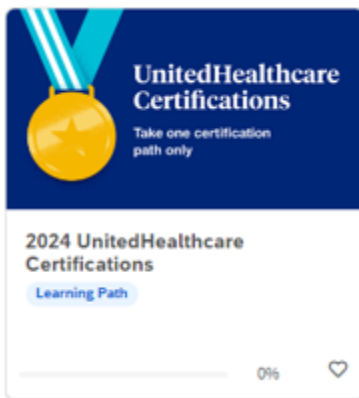 UnitedHealthcare
Certifications
Take one certification
path only
2024 UnitedHealthcare
Certifications
Learning Path
0%